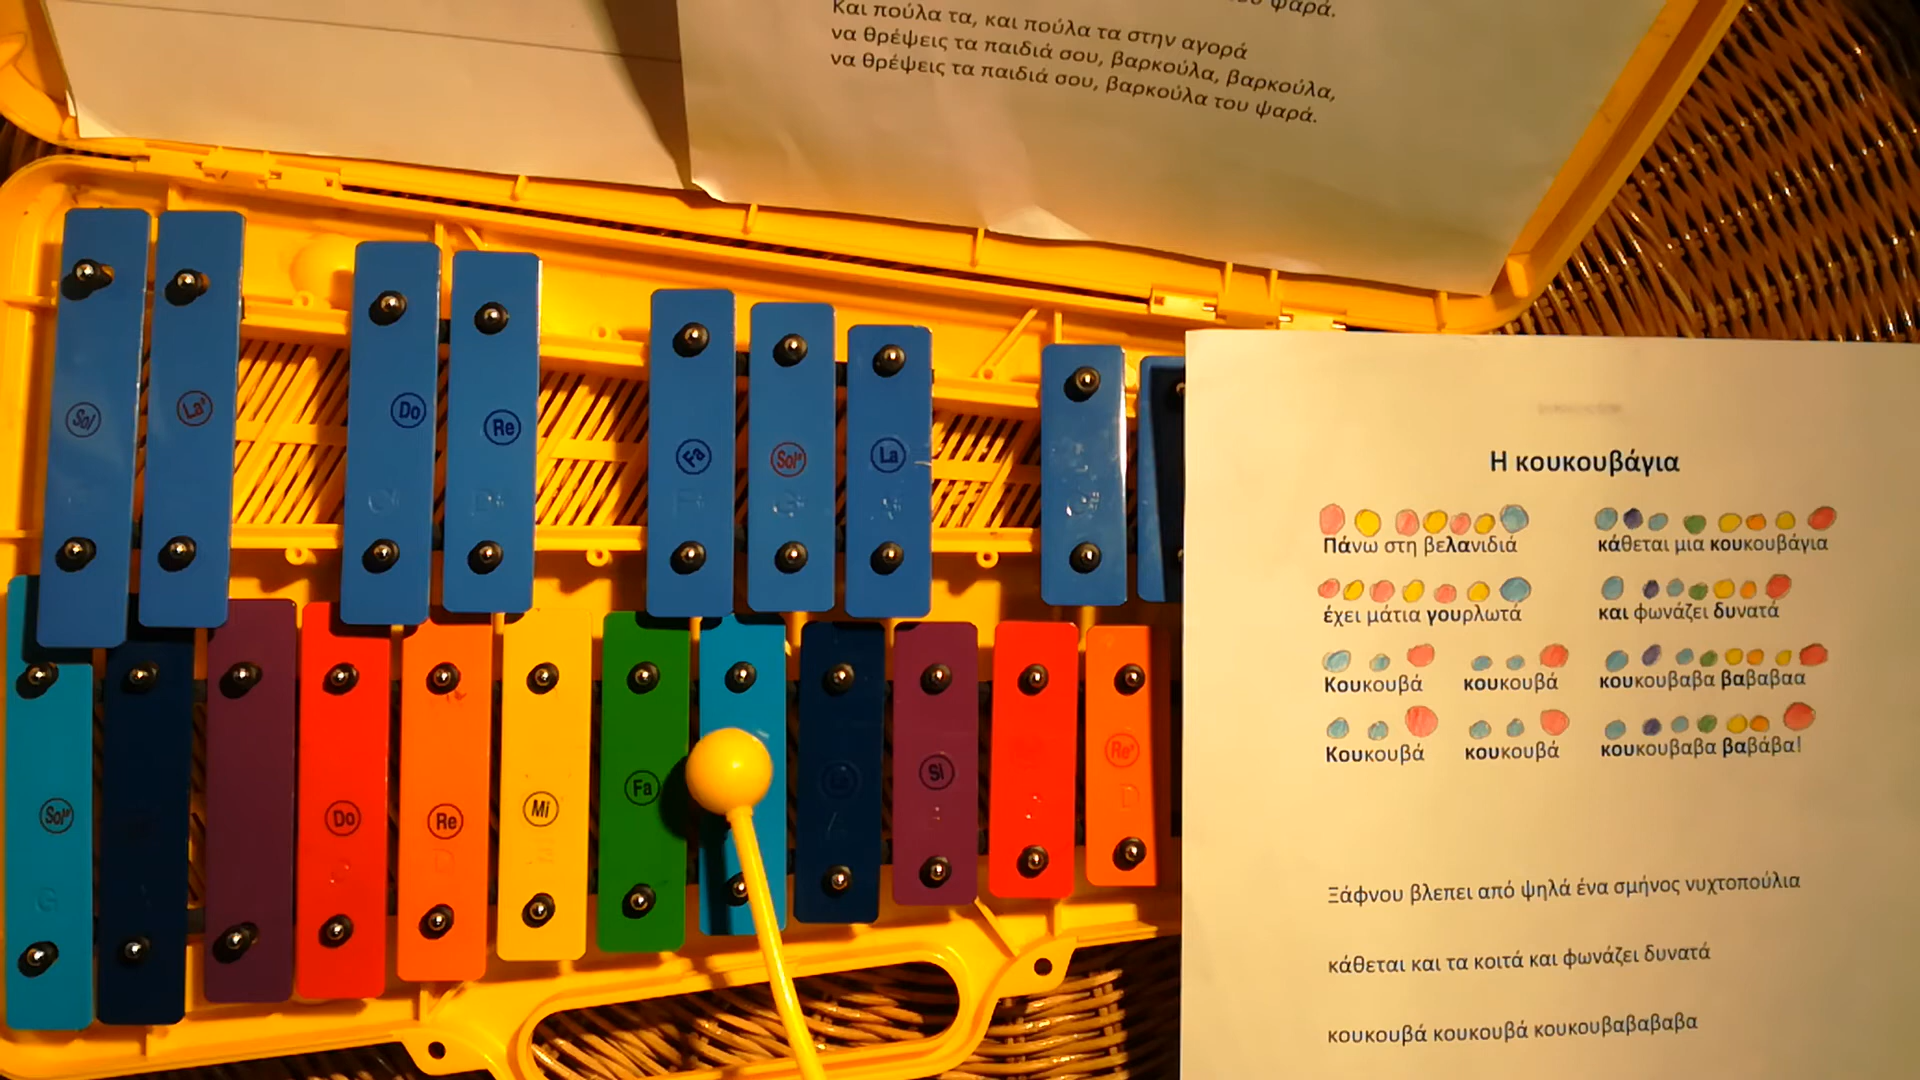 ψαρά.
Και πούλα τα, και πούλα τα στην αγορά
να θρέψεις τα παιδιά σου, βαρκούλα, βαρκούλα,
να θρέψεις τα παιδιά σου, βαρκούλα του ψαρά.
Sol
La#
Do
Re
Fa
Sol#
La
F#
G#
C#
D#
Sol#
Do
Re
Mi
Fa
La
Si
Re#
G
D
D
Η κουκουβάγια
Πάνω στη βελανιδιά
κάθεται μια κουκουβάγια
έχει μάτια γουρλωτά
και φωνάζει δυνατά
Κουκουβά κουκουβά κουκουβαβα βαβαβαα
Κουκουβά κουκουβά κουκουβαβα βαβάβα!
Ξάφνου βλεπει από ψηλά ένα σμήνος νυχτοπούλια
κάθεται και τα κοιτά και φωνάζει δυνατά
κουκουβά κουκουβά κουκουβαβαβαβα